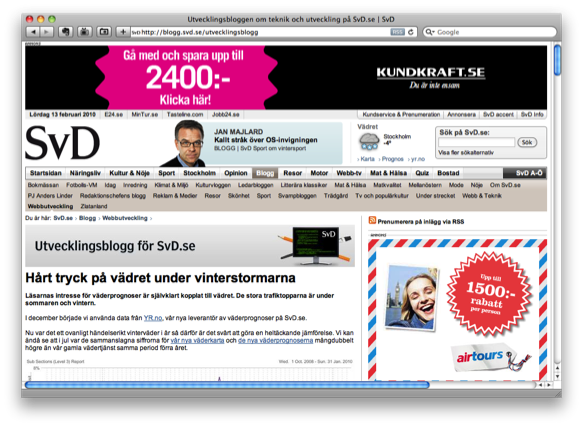 Utvecklingsbloggen om teknik och utveckling på SvD.se | SvD
http://blogg.svd.se/utvecklingsblogg
RSS
Google
Gå med och spara upp till
2400:-
Klicka här!
KUNDKRAFT.SE
Du är inte ensam
Lördag 13 februari 2010 | E24.se | MinTur.se | Tasteline.com | Jobb24.se
Kundservice & Prenumeration | Annonsera | SvD accent | SvD Info
SvD
JAN MAJLARD
Kallt stråk över OS-invigningen
BLOGG | SvD Sport om vintersport
Vädret
Stockholm
-4°
Karta
Prognos
yr.no
Sök på SvD.se:
Sök
Visa fler sökalternativ
Startsidan Näringsliv Kultur & Nöje Sport Stockholm Opinion Blogg Resor Motor Webb-tv Mat & Hälsa Quiz Bostad SvD A-Ö
Bokmässan Fotbolls-VM Idag Inredning Klimat & Miljö Kulturbloggen Ledarbloggen Litterära klassiker Mat & Hälsa Matkvalitet Mellanöstern Mode Nöje Om SvD.se
PJ Anders Linder Redaktionschefens blogg Reklam & Medier Resor Skönhet Sport Svampbloggen Trädgård Tv och populärkultur Under strecket Webb & Teknik
Webbutveckling Zlatanland
Du är här: SvD.se › Blogg › Webbutveckling ›
Prenumerera på inlägg via RSS
Utvecklingsblogg för SvD.se
SvD
Hårt tryck på vädret under vinterstormarna
Läsarnas intresse för väderprognoser är självklart kopplat till vädret. De stora trafiktopparna är under
sommaren och vintern.
I december började vi använda data från YR.no, vår nya leverantör av väderprognoser på SvD.se.
Nu var det ett ovanligt händelserikt vinterväder i år så därför är det svårt att göra en heltäckande jämförelse. Vi kan
ändå se att i jul var de sammanslagna siffrorna för vår nya väderkarta och de nya väderprognoserna mångdubbelt
högre än vår gamla vädertjänst samma period förra året.
Sub Sections (Level 3) Report
Wed. 1 Oct. 2008 - Sun. 31 Jan. 2010
Upp till
1500:-
rabatt
per person
airtours